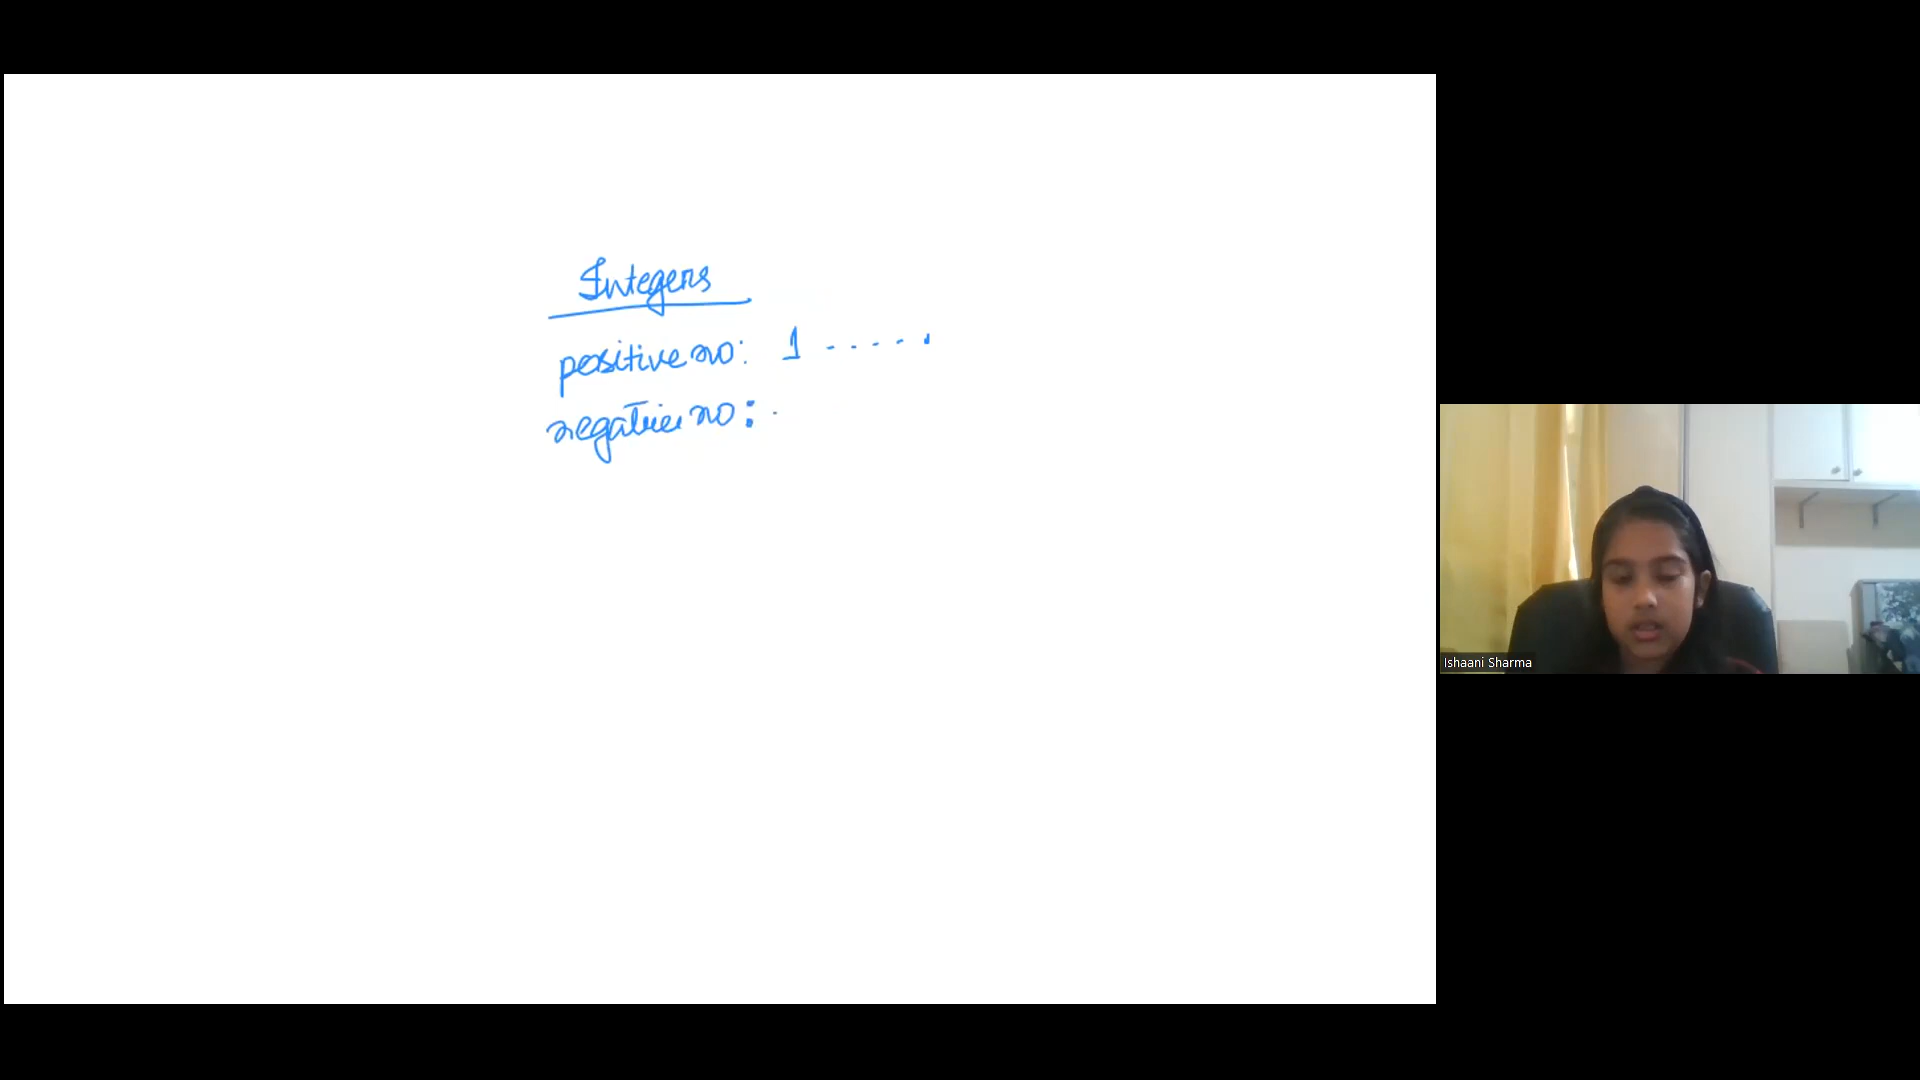 Integers
positive no: 1 .....
negative no:
Ishaani Sharma